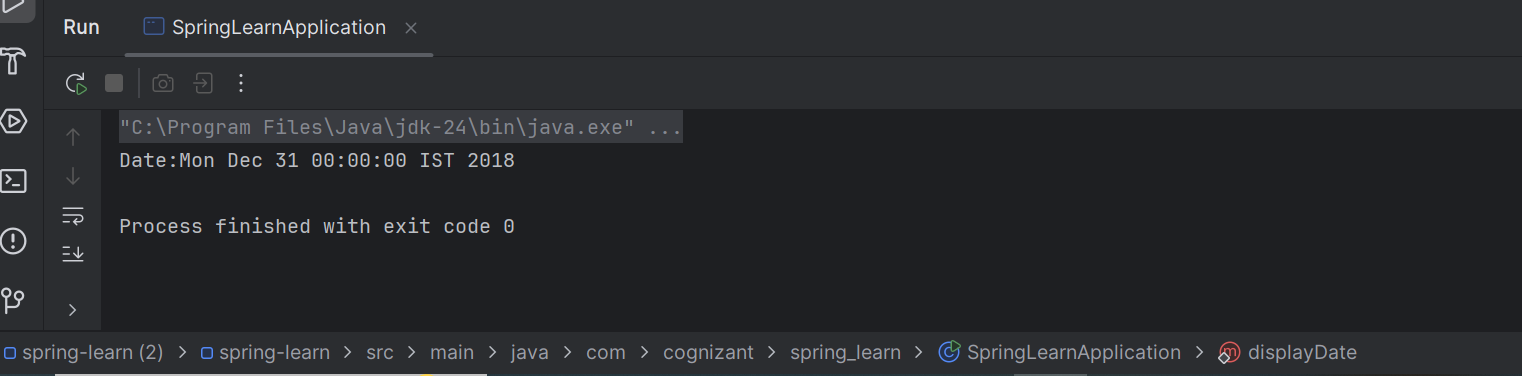 Run SpringLearnApplication
"C:\Program Files\Java\jdk-24\bin\java.exe" ...
Date:Mon Dec 31 00:00:00 IST 2018
Process finished with exit code 0
spring-learn (2) > spring-learn > src > main > java > com > cognizant > spring_learn > SpringLearnApplication > displayDate